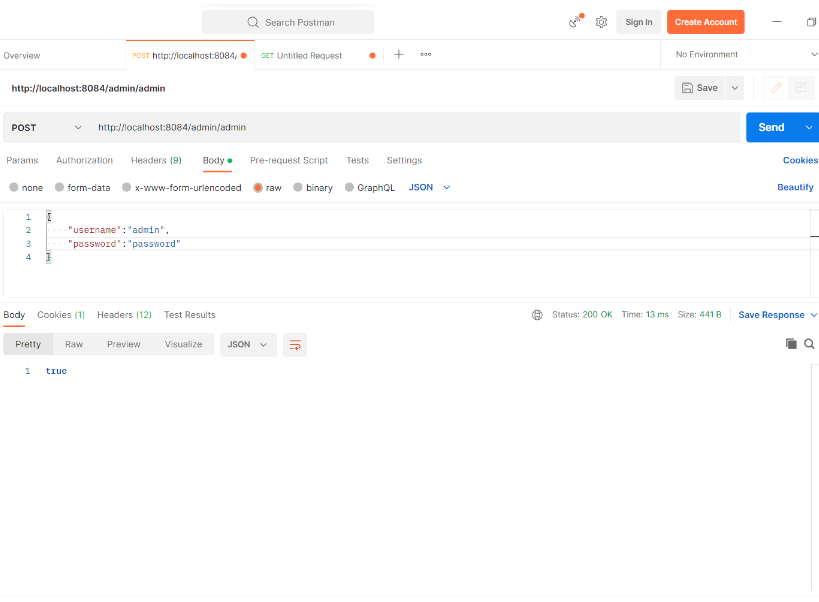 Search Postman
Sign In
Create Account
Overview
POST http://localhost:8084/
GET Untitled Request
No Environment
http://localhost:8084/admin/admin
Save
POST
http://localhost:8084/admin/admin
Send
Params Authorization Headers (9) Body Pre-request Script Tests Settings
Cookies
none form-data x-www-form-urlencoded raw binary GraphQL JSON
Beautify
1 {
2 "username":"admin",
3 "password":"password"
4 }
Body Cookies (1) Headers (12) Test Results
Status: 200 OK Time: 13 ms Size: 441 B Save Response
Pretty Raw Preview Visualize JSON
1 true